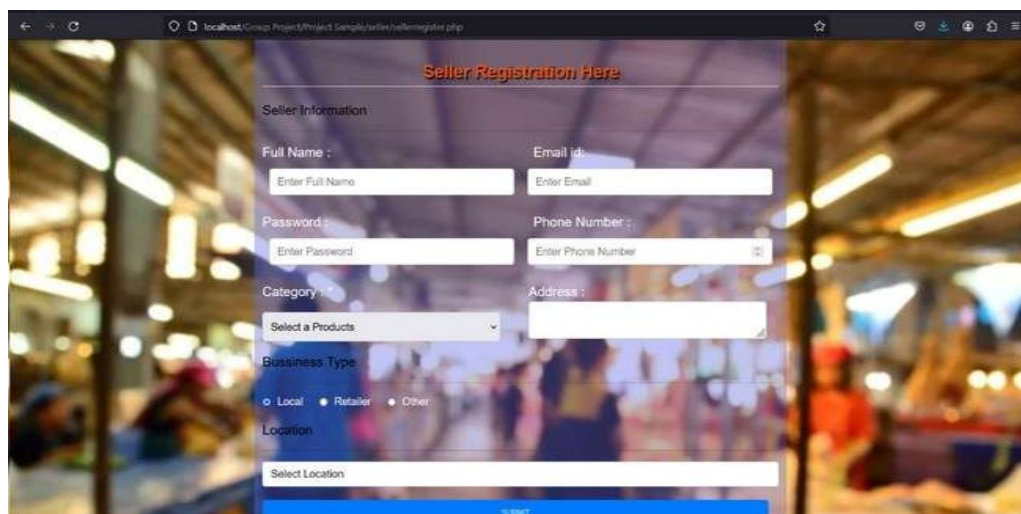 localhost/Group Project/Project Sample/seller/sellerregister.php
Seller Registration Here
Seller Information
Full Name :
Email id:
Enter Full Name
Enter Email
Password :
Phone Number :
Enter Password
Enter Phone Number
Category : *
Address :
Select a Products
Bussiness Type
Local
Retailer
Other
Location
Select Location
SUBMIT